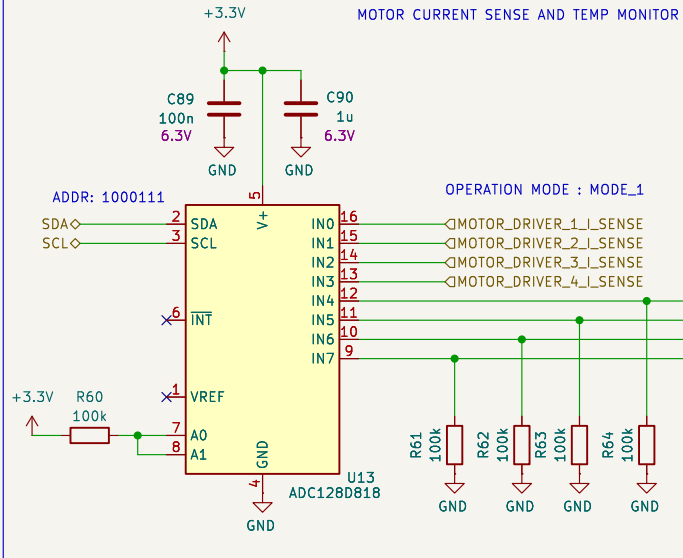 +3.3V
MOTOR CURRENT SENSE AND TEMP MONITOR
C89
100n
6.3V
C90
1u
6.3V
GND
GND
ADDR: 1000111
OPERATION MODE : MODE_1
5
V+
SDA
2
SDA
IN0
16
MOTOR_DRIVER_1_I_SENSE
SCL
3
SCL
IN1
15
MOTOR_DRIVER_2_I_SENSE
IN2
14
MOTOR_DRIVER_3_I_SENSE
IN3
13
MOTOR_DRIVER_4_I_SENSE
IN4
12
6
INT
IN5
11
IN6
10
IN7
9
1
VREF
+3.3V
R60
100k
7
A0
8
A1
R61
100k
R62
100k
R63
100k
R64
100k
GND
4
U13
ADC128D818
GND
GND
GND
GND
GND